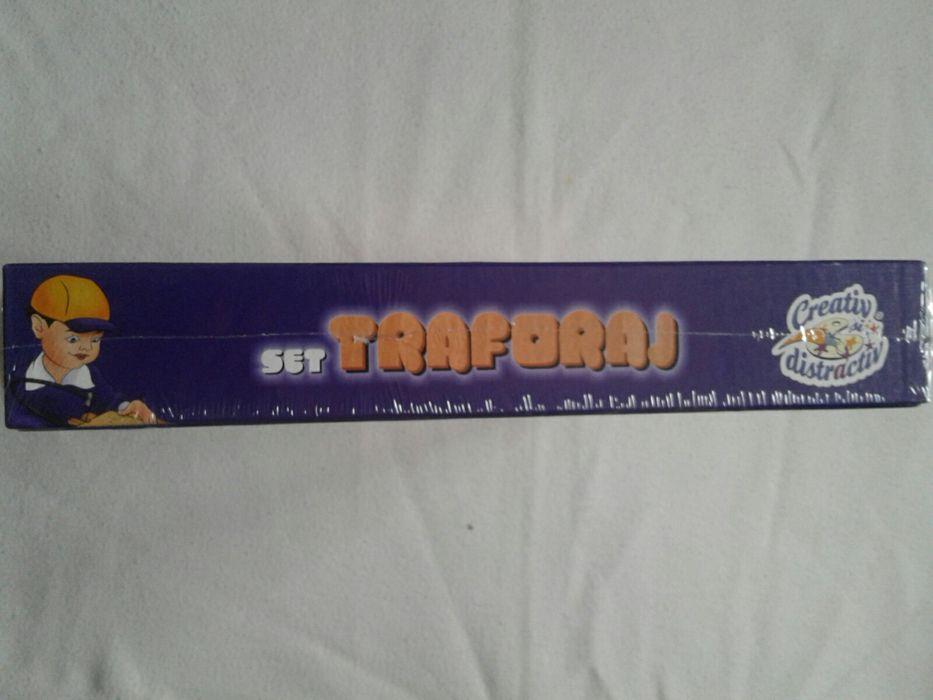 SET TRAFORAJ
Creativ
și
distractiv